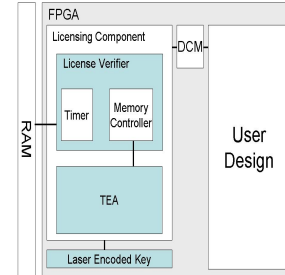 FPGA
Licensing Component
DCM
License Verifier
Timer
Memory
Controller
RAM
User
Design
TEA
Laser Encoded Key